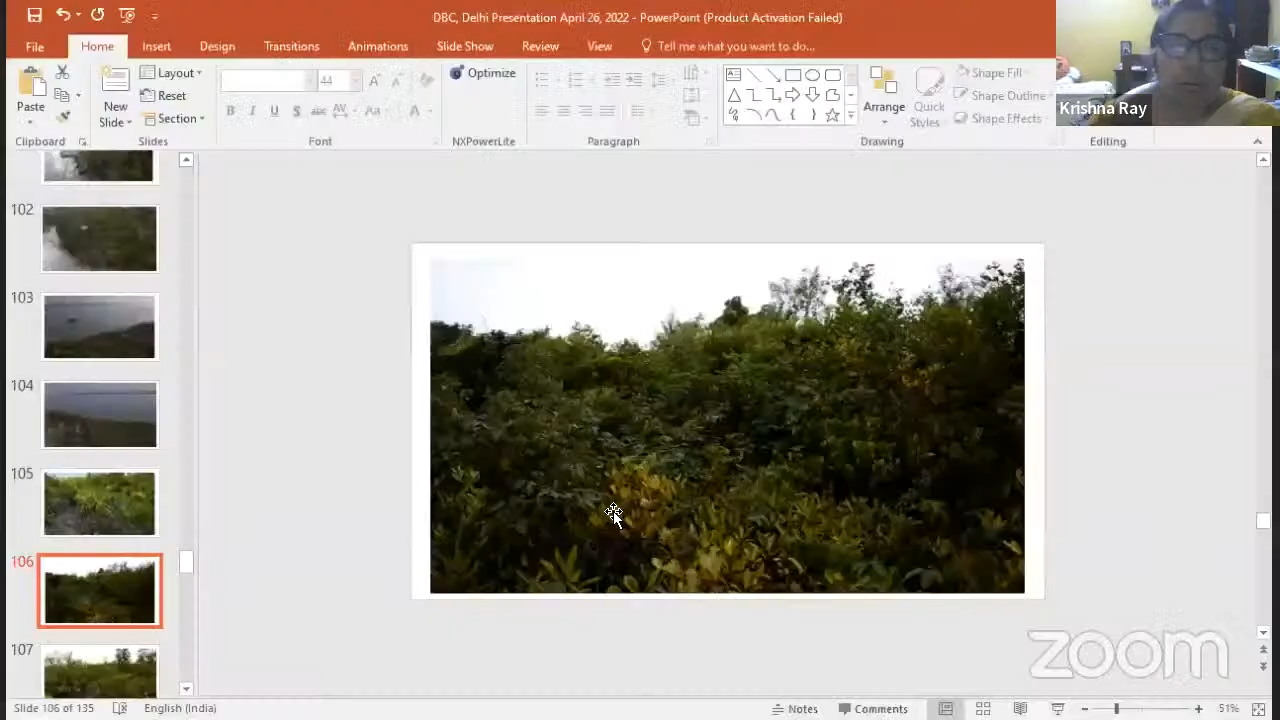 DBC, Delhi Presentation April 26, 2022 - PowerPoint (Product Activation Failed)
File Home Insert Design Transitions Animations Slide Show Review View Tell me what you want to do...
Paste
New Slide
Layout
Reset
Section
44
B I U S abc AV Aa A
Optimize
Arrange
Quick Styles
Shape Fill
Shape Outline
Shape Effects
Krishna Ray
Clipboard Slides Font NXPowerLite Paragraph Drawing Editing
102
103
104
105
106
107
zoom
Slide 106 of 135 English (India) Notes Comments 51%